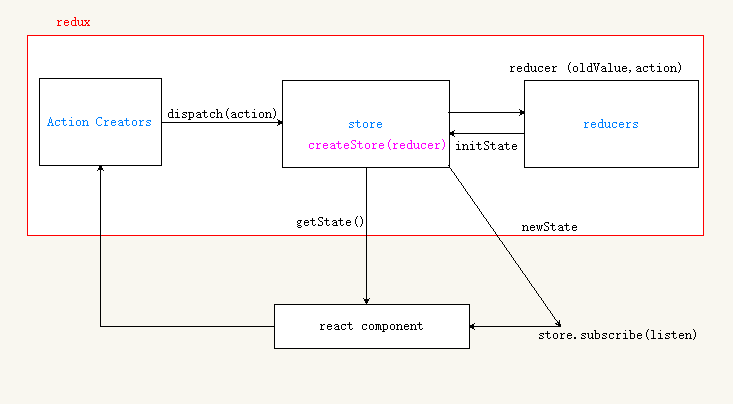 redux
reducer (oldValue,action)
Action Creators
dispatch(action)
store
createStore(reducer)
reducers
initState
getState()
newState
react component
store.subscribe(listen)